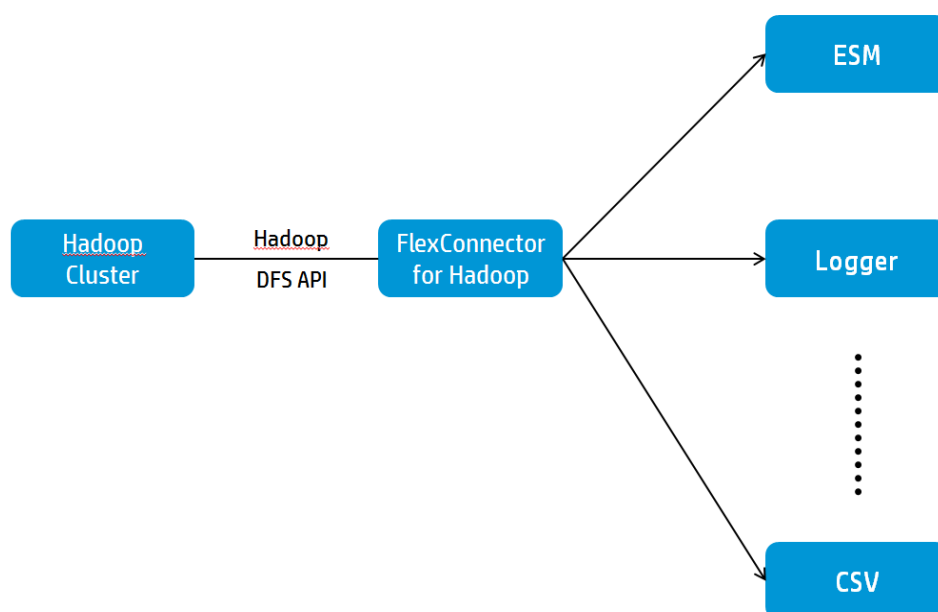 ESM
Hadoop
Cluster
Hadoop
DFS API
FlexConnector
for Hadoop
Logger
CSV